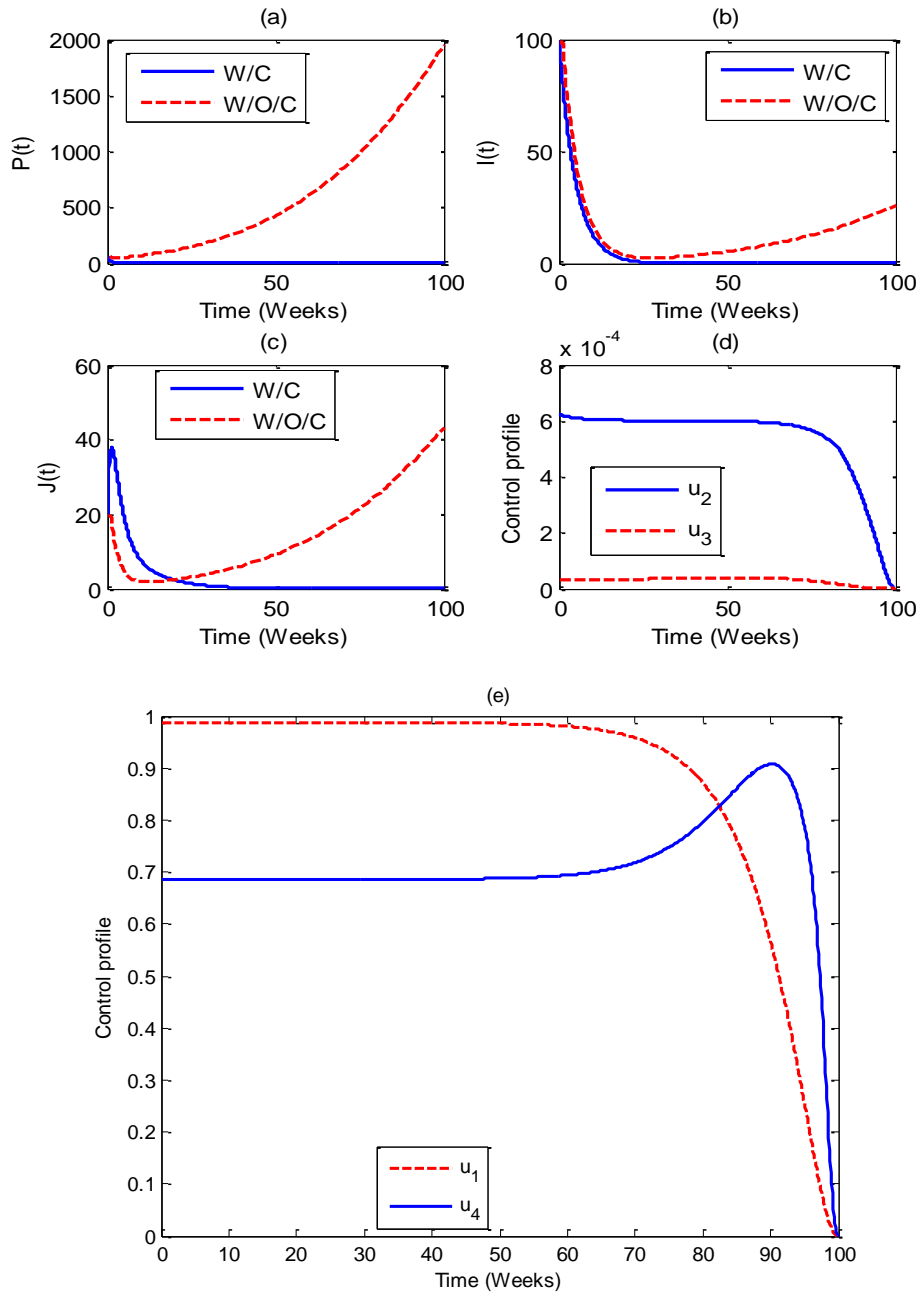 (a)
2000
1500
1000
500
0
P(t)
W/C
W/O/C
0 50 100
Time (Weeks)
(b)
100
50
0
I(t)
W/C
W/O/C
0 50 100
Time (Weeks)
(c)
60
40
20
0
J(t)
W/C
W/O/C
0 50 100
Time (Weeks)
(d)
x 10^-4
8
6
4
2
0
Control profile
u_2
u_3
0 50 100
Time (Weeks)
(e)
1
0.9
0.8
0.7
0.6
0.5
0.4
0.3
0.2
0.1
0
Control profile
u_1
u_4
0 10 20 30 40 50 60 70 80 90 100
Time (Weeks)